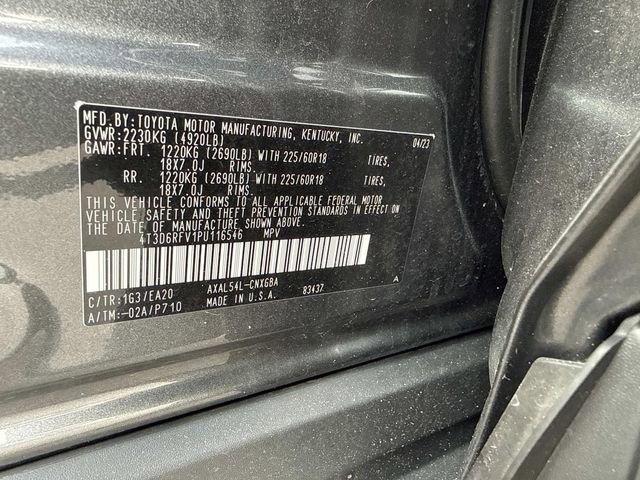 MFD.BY:TOYOTA MOTOR MANUFACTURING, KENTUCKY, INC. 04/23
GVWR:2230KG (4920LB)
GAWR:FRT. 1220KG (2690LB) WITH 225/60R18 TIRES,
18X7.0J RIMS.
RR. 1220KG (2690LB) WITH 225/60R18 TIRES,
18X7.0J RIMS.
THIS VEHICLE CONFORMS TO ALL APPLICABLE FEDERAL MOTOR
VEHICLE SAFETY AND THEFT PREVENTION STANDARDS IN EFFECT ON
THE DATE OF MANUFACTURE SHOWN ABOVE.
4T3D6RFV1PU116546 MPV
C/TR:1G3/EA20 AXAL54L-CNXGBA 83437 A
A/TM:-02A/P710 MADE IN U.S.A.